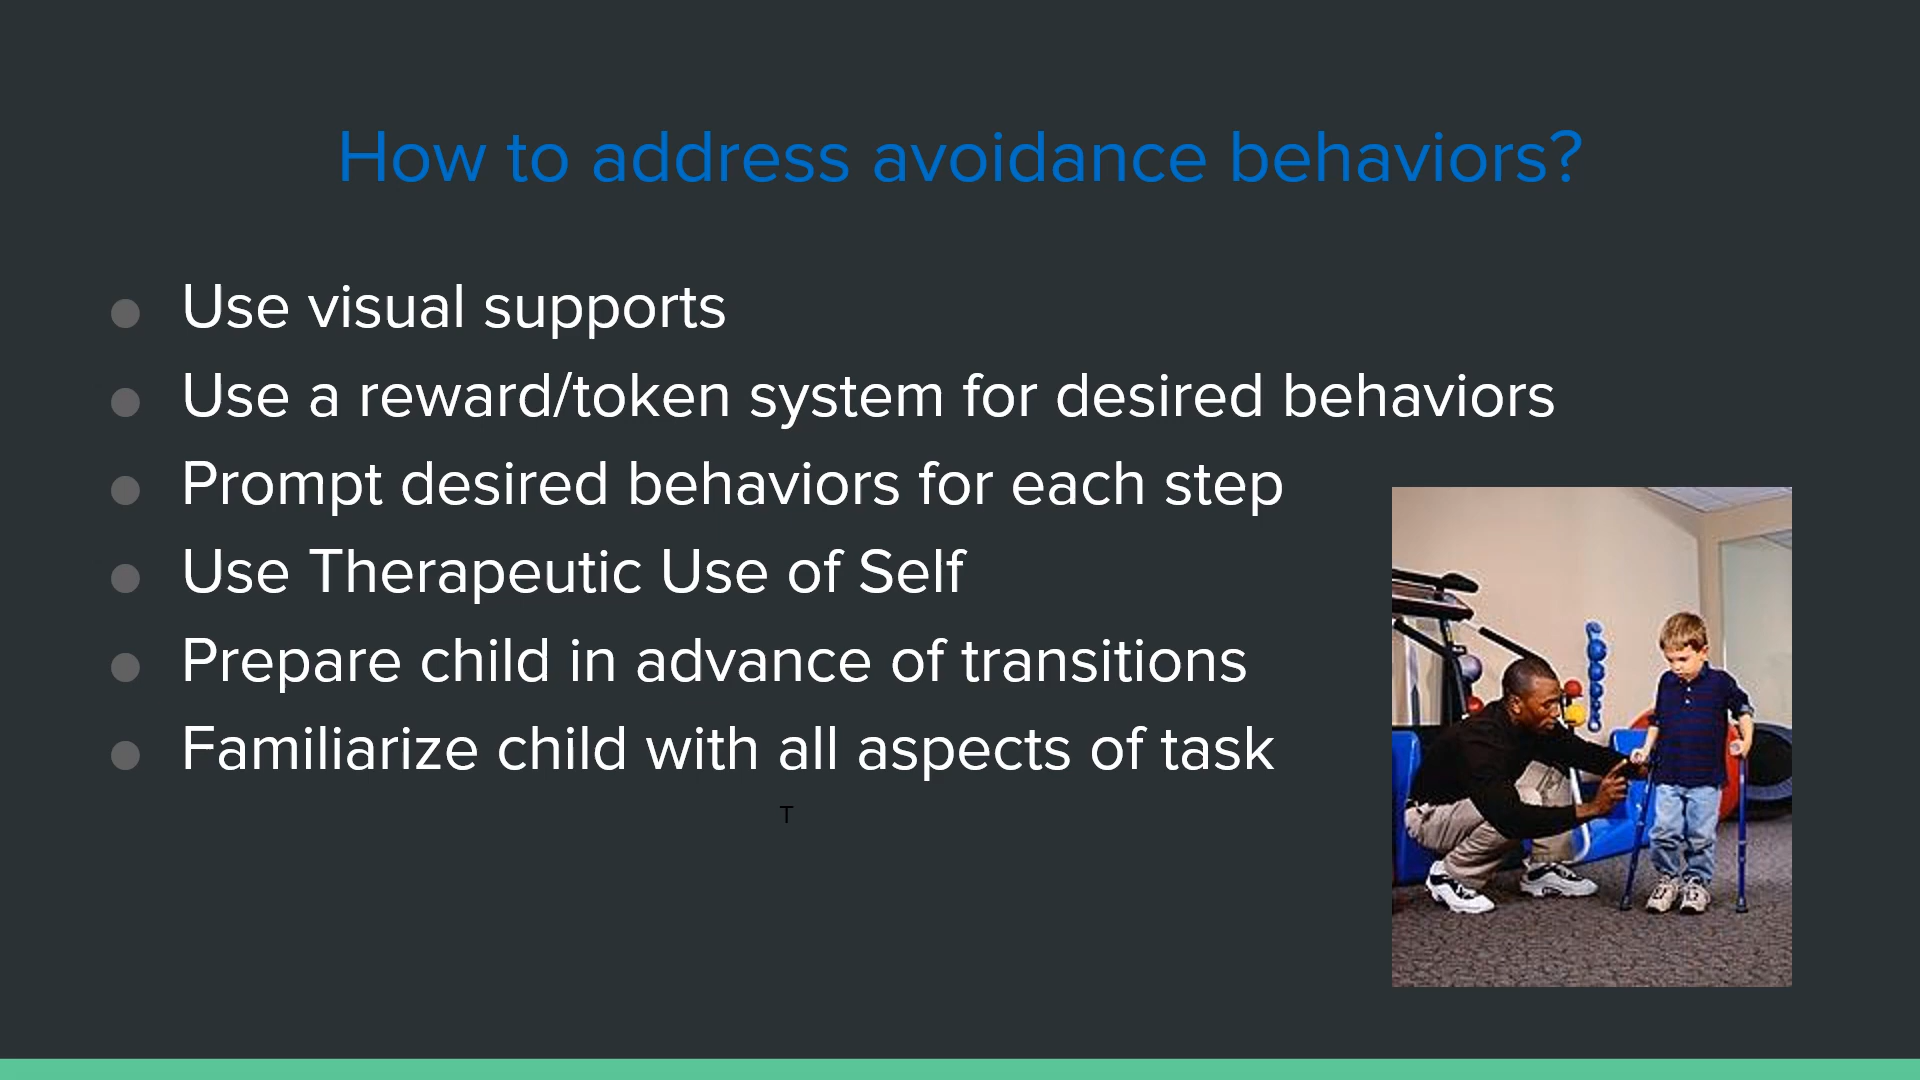 How to address avoidance behaviors?
Use visual supports
Use a reward/token system for desired behaviors
Prompt desired behaviors for each step
Use Therapeutic Use of Self
Prepare child in advance of transitions
Familiarize child with all aspects of task
T